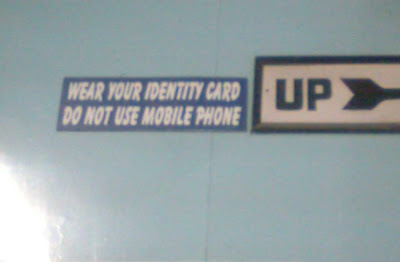 WEAR YOUR IDENTITY CARD
DO NOT USE MOBILE PHONE
UP